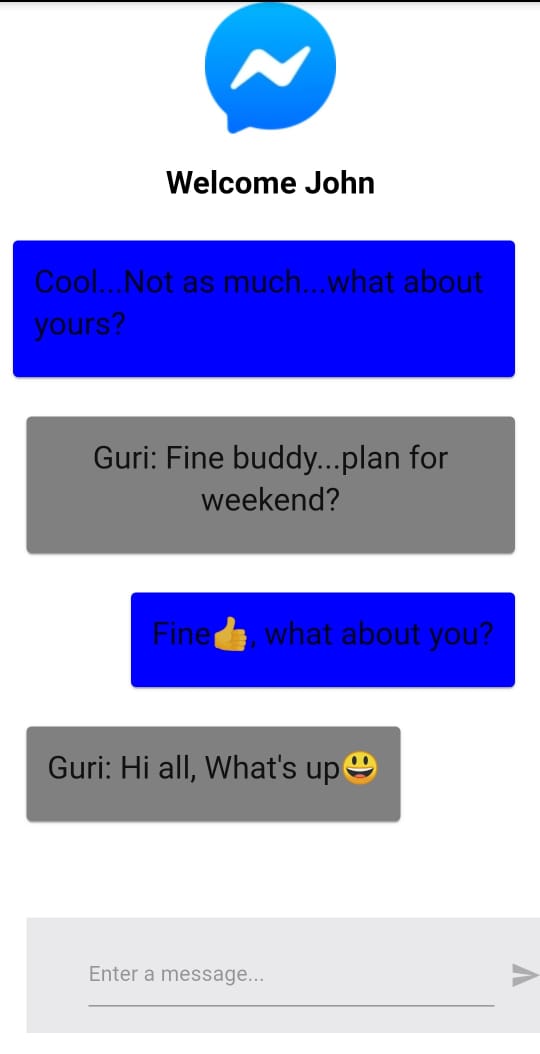 Welcome John
Cool...Not as much...what about
yours?
Guri: Fine buddy...plan for
weekend?
Fine👍, what about you?
Guri: Hi all, What's up😃
Enter a message...